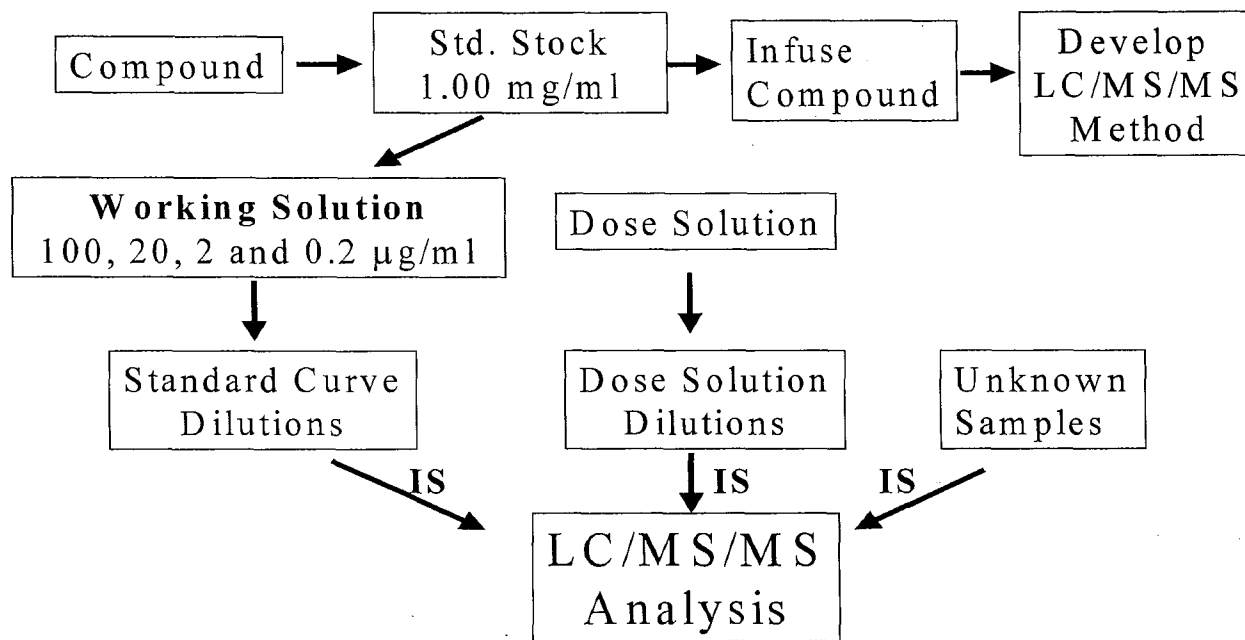 Compound
Std. Stock
1.00 mg/ml
Infuse
Compound
Develop
LC/MS/MS
Method
Working Solution
100, 20, 2 and 0.2 µg/ml
Dose Solution
Standard Curve
Dilutions
Dose Solution
Dilutions
Unknown
Samples
IS
IS
IS
LC/MS/MS
Analysis